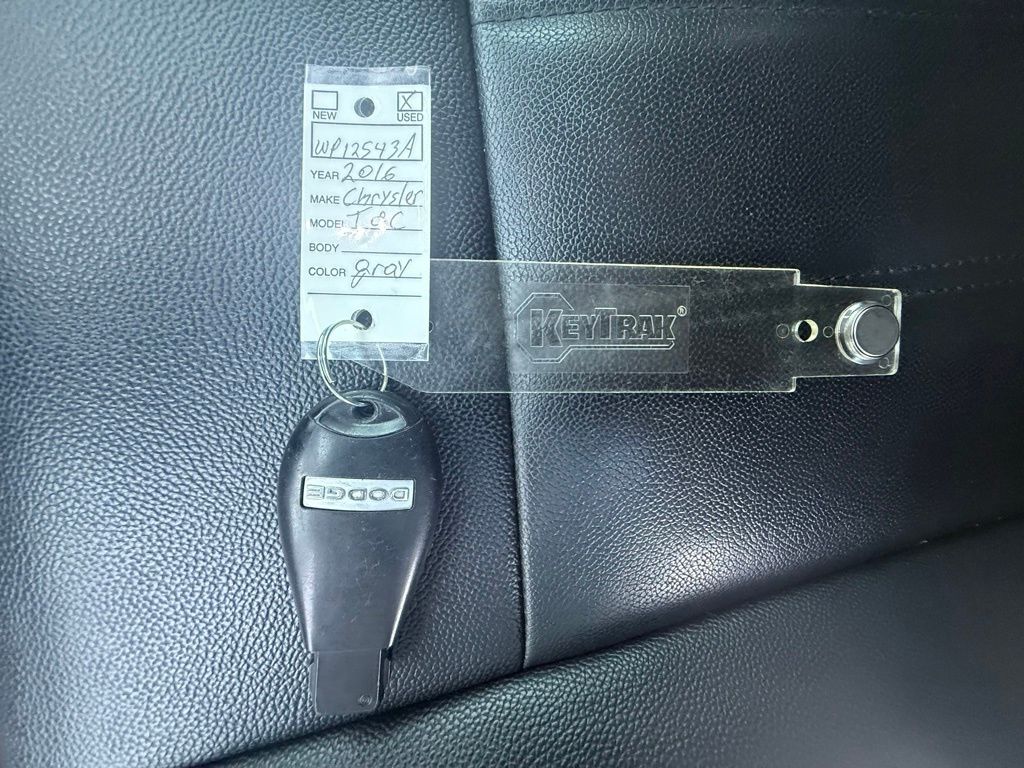 NEW
X USED
WP12543A
YEAR 2016
MAKE Chrysler
MODEL T&C
BODY
COLOR gray
KEYTRAK®
DODGE